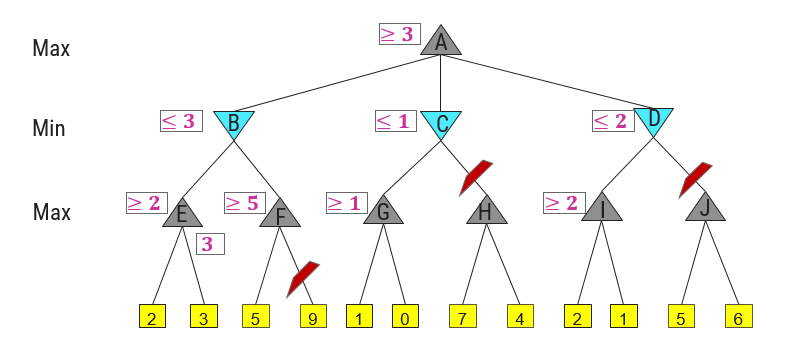 ≥ 3
A
Max
≤ 3
B
≤ 1
C
≤ 2
D
Min
≥ 2
E
≥ 5
F
≥ 1
G
H
≥ 2
I
J
Max
3
2
3
5
9
1
0
7
4
2
1
5
6